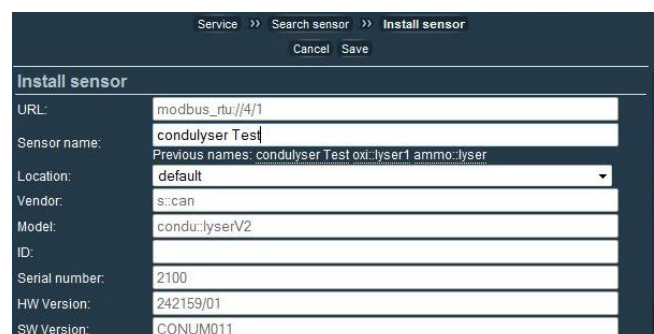 Service >> Search sensor >> Install sensor
Cancel Save
Install sensor
URL: modbus_rtu://4/1
Sensor name: condulyser Test
Previous names: condulyser Test oxi::lyser1 ammo::lyser
Location: default
Vendor: s::can
Model: condu::lyserV2
ID:
Serial number: 2100
HW Version: 242159/01
SW Version: CONUM011